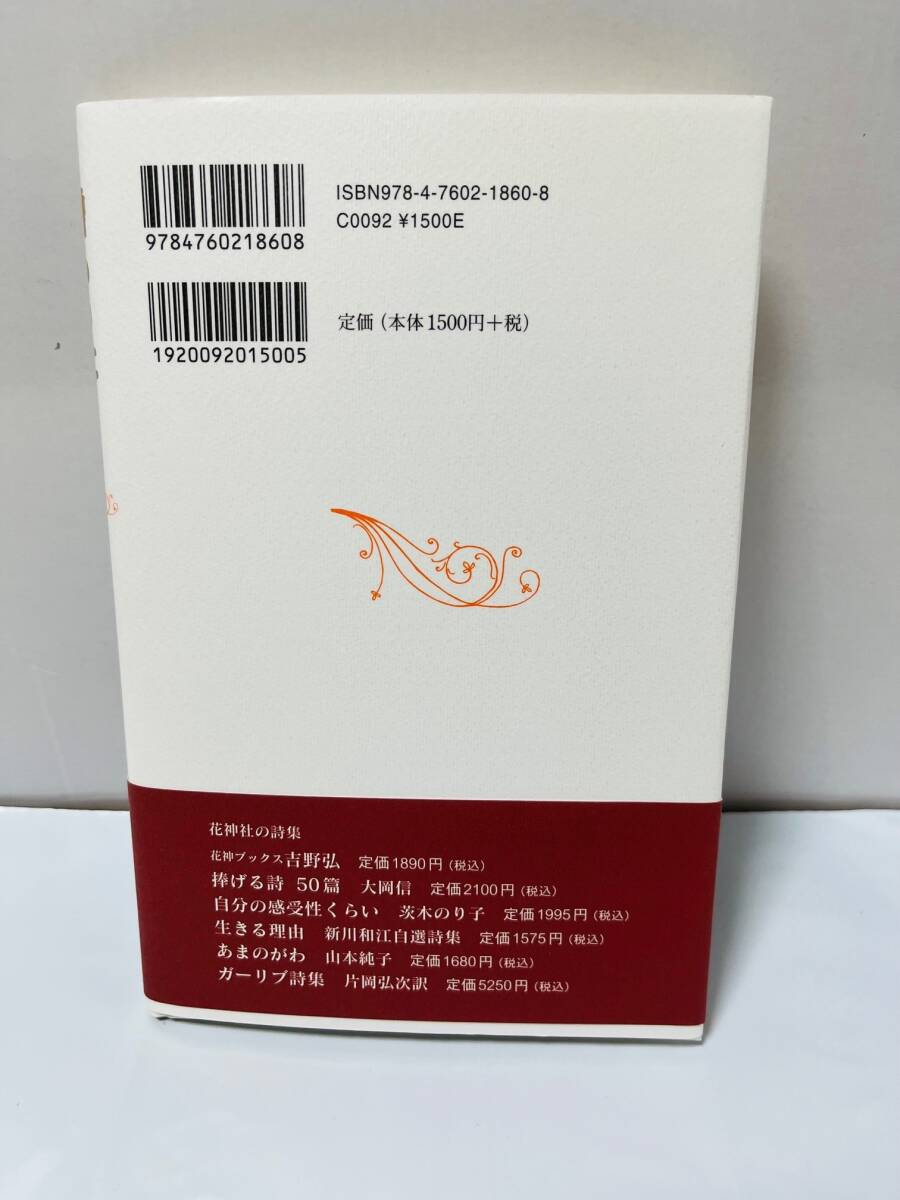 ISBN978-4-7602-1860-8
C0092 ¥1500E
9784760218608
定価（本体1500円＋税）
1920092015005
花神社の詩集
花神ブックス吉野弘 定価1890円（税込）
捧げる詩 50篇 大岡信 定価2100円（税込）
自分の感受性くらい 茨木のり子 定価1995円（税込）
生きる理由 新川和江自選詩集 定価1575円（税込）
あまのがわ 山本純子 定価1680円（税込）
ガーリブ詩集 片岡弘次訳 定価5250円（税込）